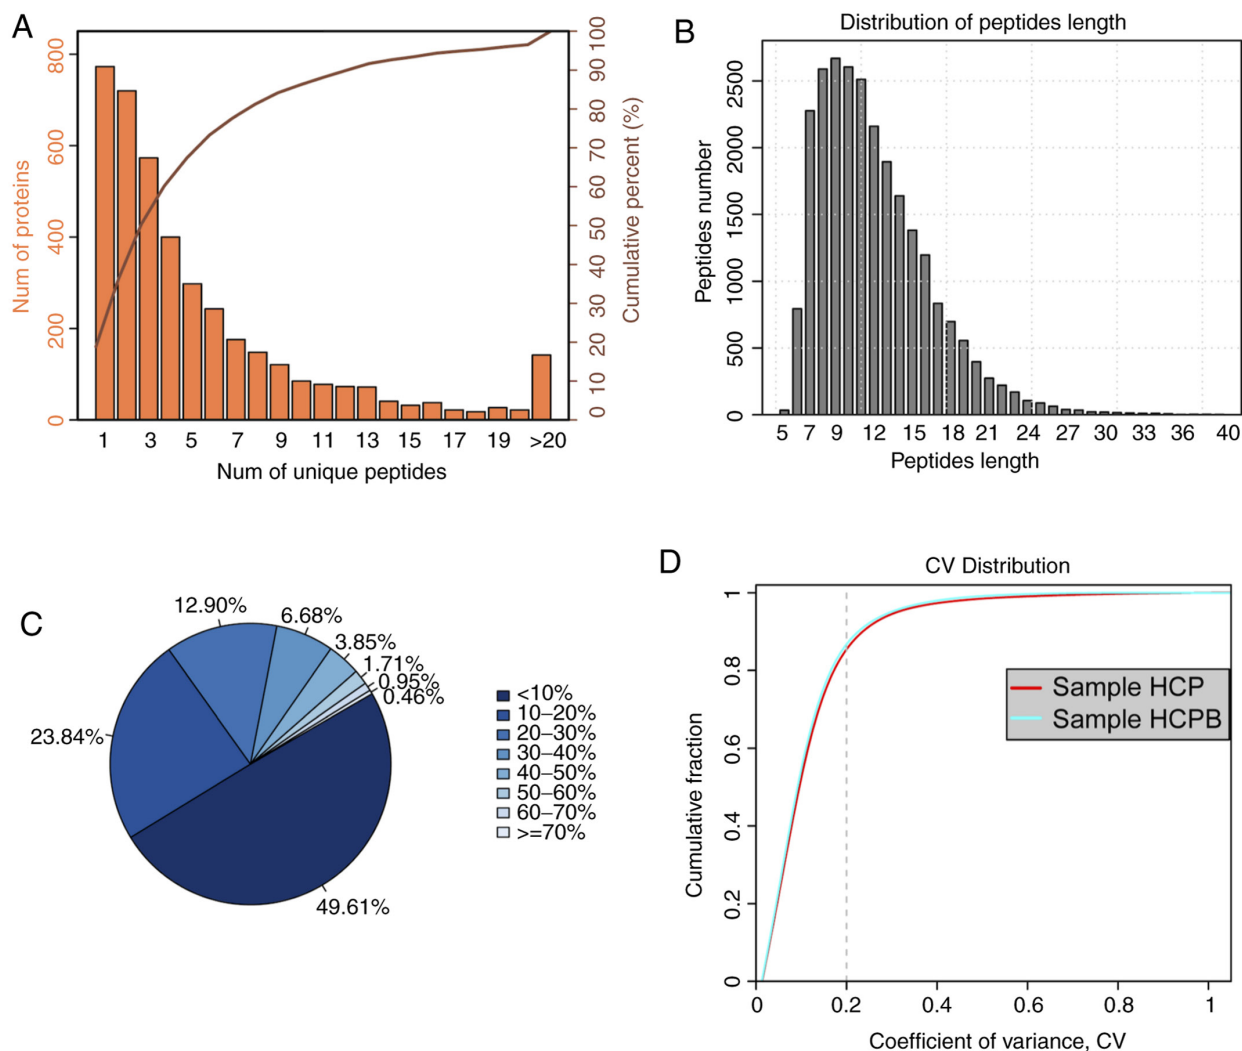 A
Num of proteins
0 200 400 600 800
Cumulative percent (%)
0 10 20 30 40 50 60 70 80 90 100
1 3 5 7 9 11 13 15 17 19 >20
Num of unique peptides
B
Distribution of peptides length
Peptides number
0 500 1000 1500 2000 2500
5 7 9 12 15 18 21 24 27 30 33 36 40
Peptides length
C
12.90%
6.68%
3.85%
1.71%
0.95%
0.46%
23.84%
49.61%
<10%
10–20%
20–30%
30–40%
40–50%
50–60%
60–70%
>=70%
D
CV Distribution
Cumulative fraction
0 0.2 0.4 0.6 0.8 1
Sample HCP
Sample HCPB
0 0.2 0.4 0.6 0.8 1
Coefficient of variance, CV